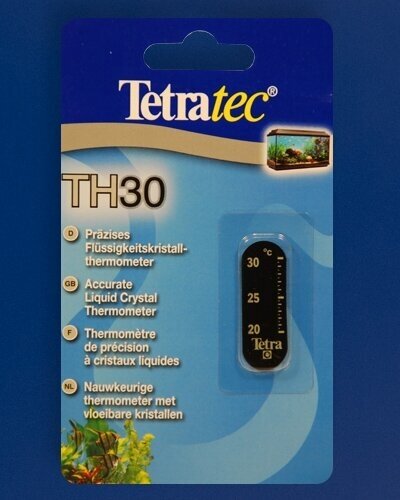 Tetratec®
TH30
D Präzises
Flüssigkeitskristall-
thermometer
GB Accurate
Liquid Crystal
Thermometer
F Thermomètre
de précision
à cristaux liquides
NL Nauwkeurige
thermometer met
vloeibare kristallen
°C
30
25
20
Tetra